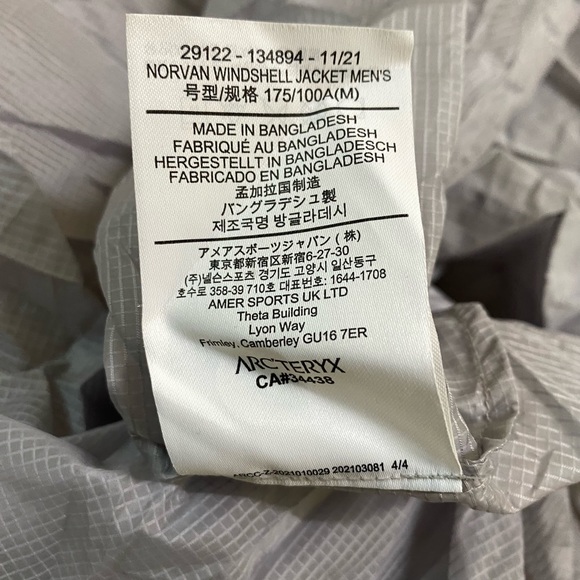 29122 - 134894 - 11/21
NORVAN WINDSHELL JACKET MEN'S
号型/规格 175/100A(M)
MADE IN BANGLADESH
FABRIQUÉ AU BANGLADESH
HERGESTELLT IN BANGLADESCH
FABRICADO EN BANGLADESH
孟加拉国制造
バングラデシュ製
제조국명 방글라데시
アメアスポーツジャパン (株)
東京都新宿区新宿6-27-30
(주)넬슨스포츠 경기도 고양시 일산동구
호수로 358-39 710호 대표번호: 1644-1708
AMER SPORTS UK LTD
Theta Building
Lyon Way
Frimley, Camberley GU16 7ER
ARC'TERYX
CA#34438
ARCC-Z-2021010029 202103081 4/4